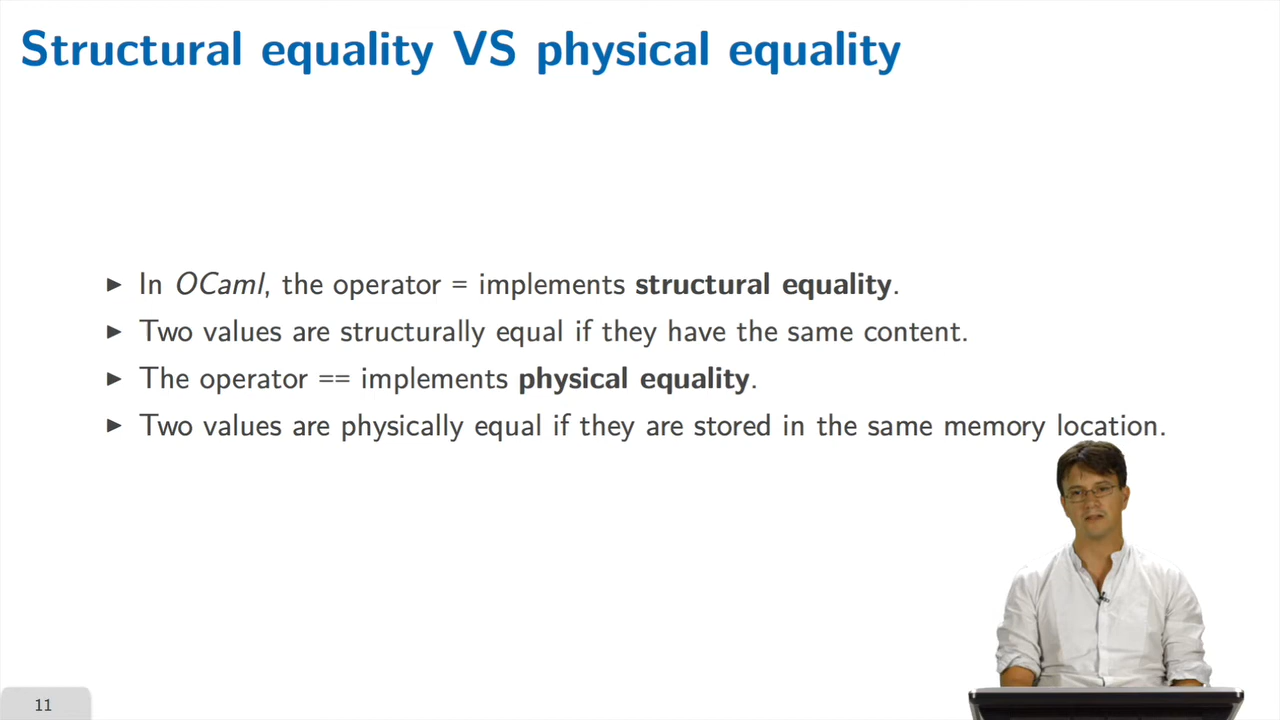 Structural equality VS physical equality
▶ In OCaml, the operator = implements structural equality.
▶ Two values are structurally equal if they have the same content.
▶ The operator == implements physical equality.
▶ Two values are physically equal if they are stored in the same memory location.
11